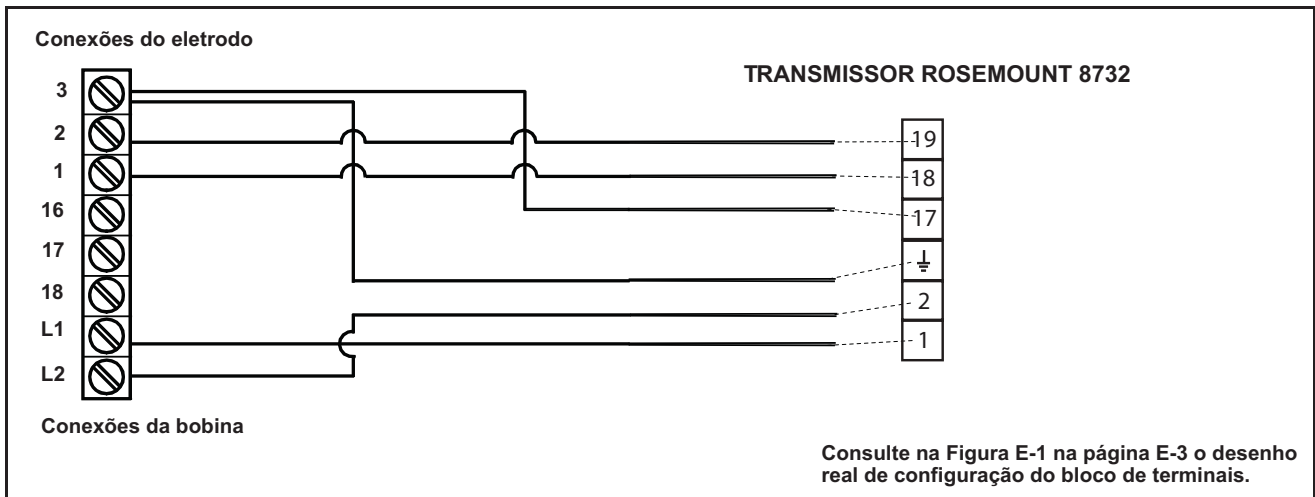 Conexões do eletrodo
TRANSMISSOR ROSEMOUNT 8732
3
2
1
16
17
18
L1
L2
19
18
17
2
1
Conexões da bobina
Consulte na Figura E-1 na página E-3 o desenho
real de configuração do bloco de terminais.